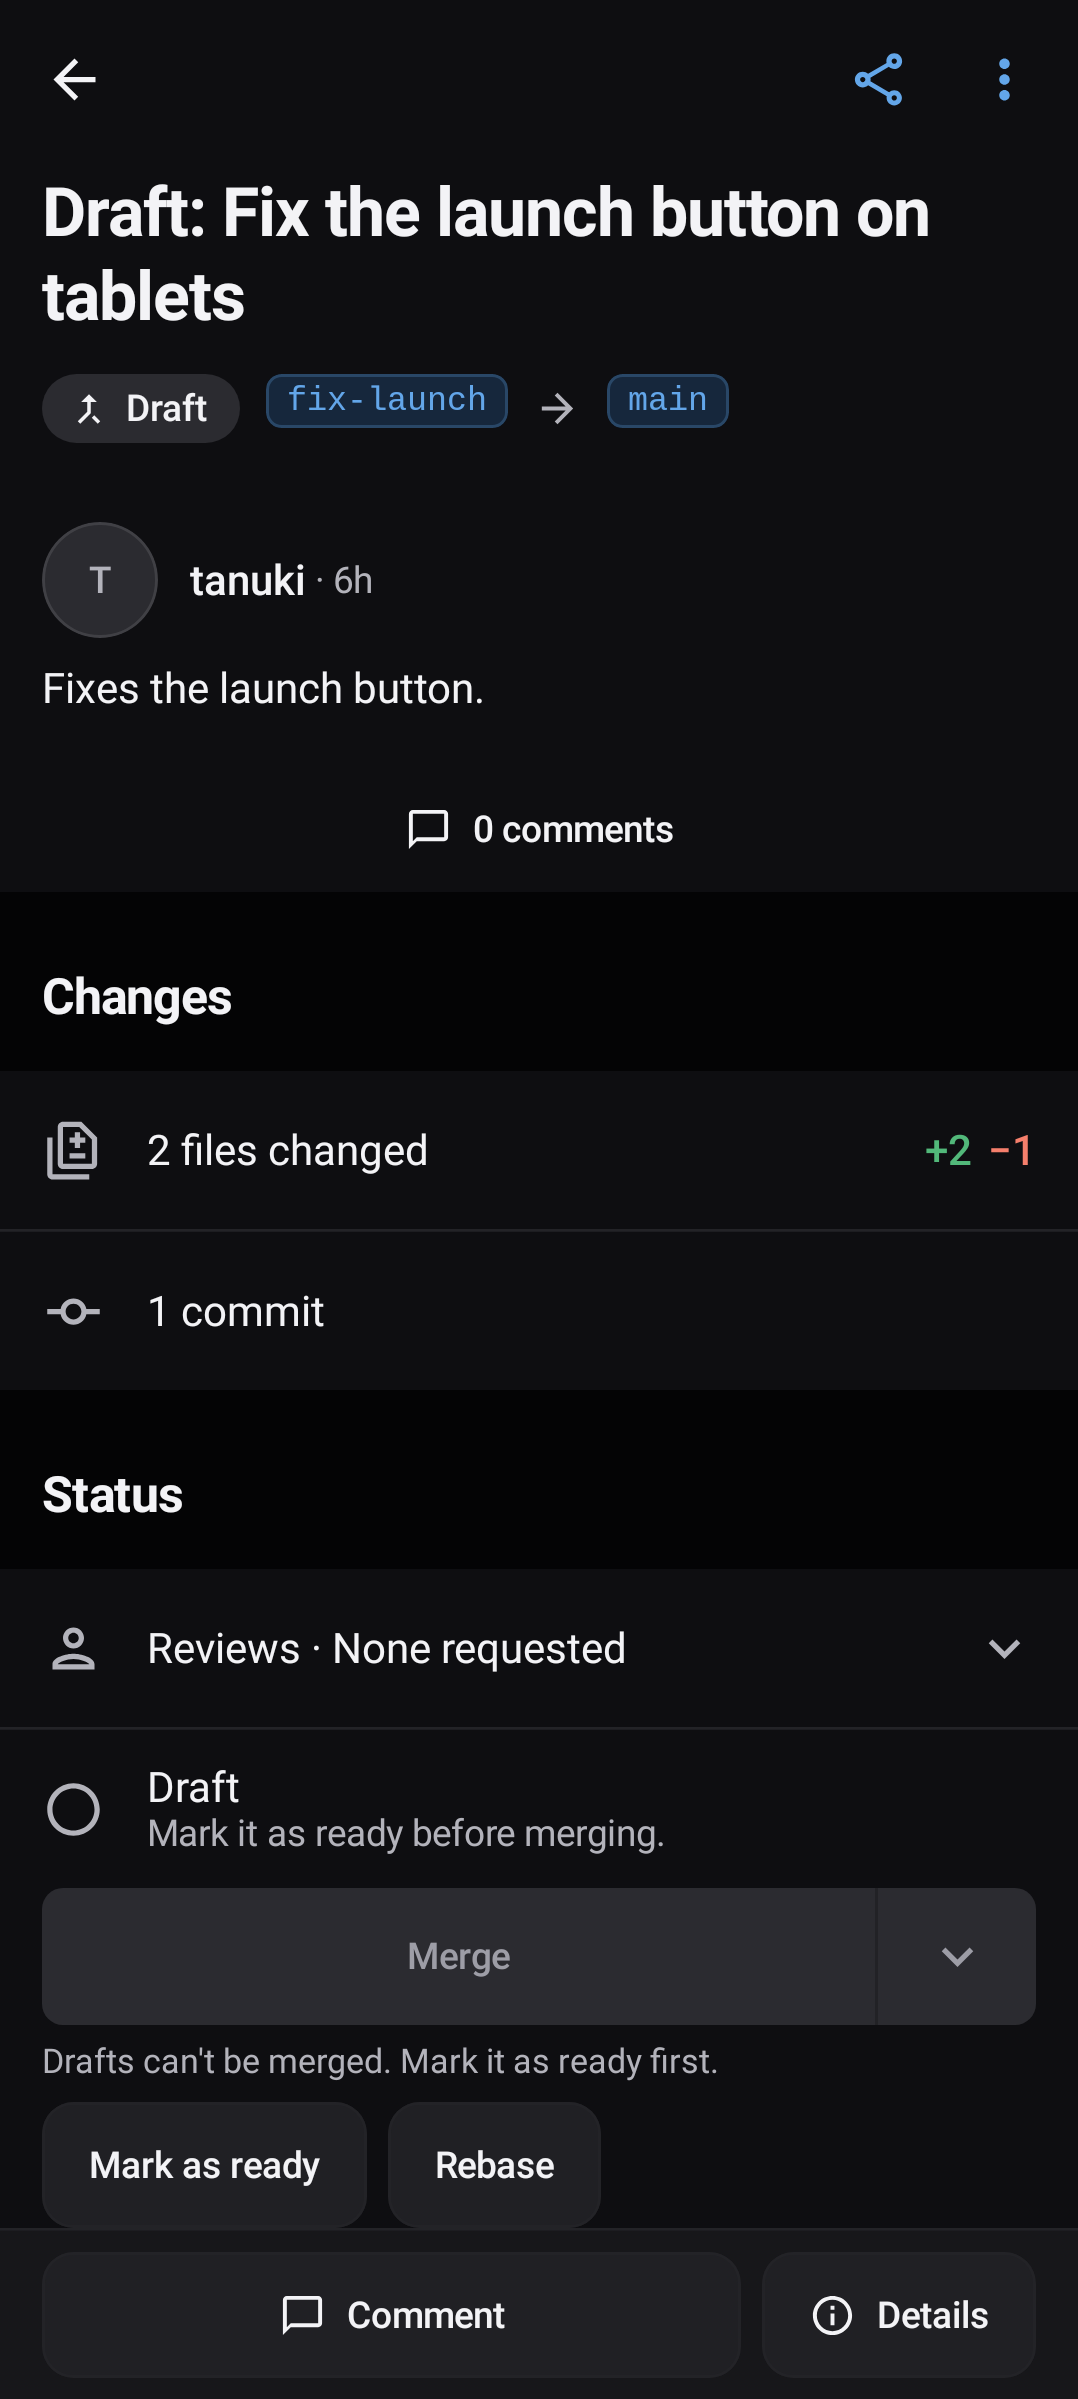 Draft: Fix the launch button on
tablets
Draft
fix-launch
main
T
tanuki · 6h
Fixes the launch button.
0 comments
Changes
2 files changed
+2 −1
1 commit
Status
Reviews · None requested
Draft
Mark it as ready before merging.
Merge
Drafts can't be merged. Mark it as ready first.
Mark as ready
Rebase
Comment
Details